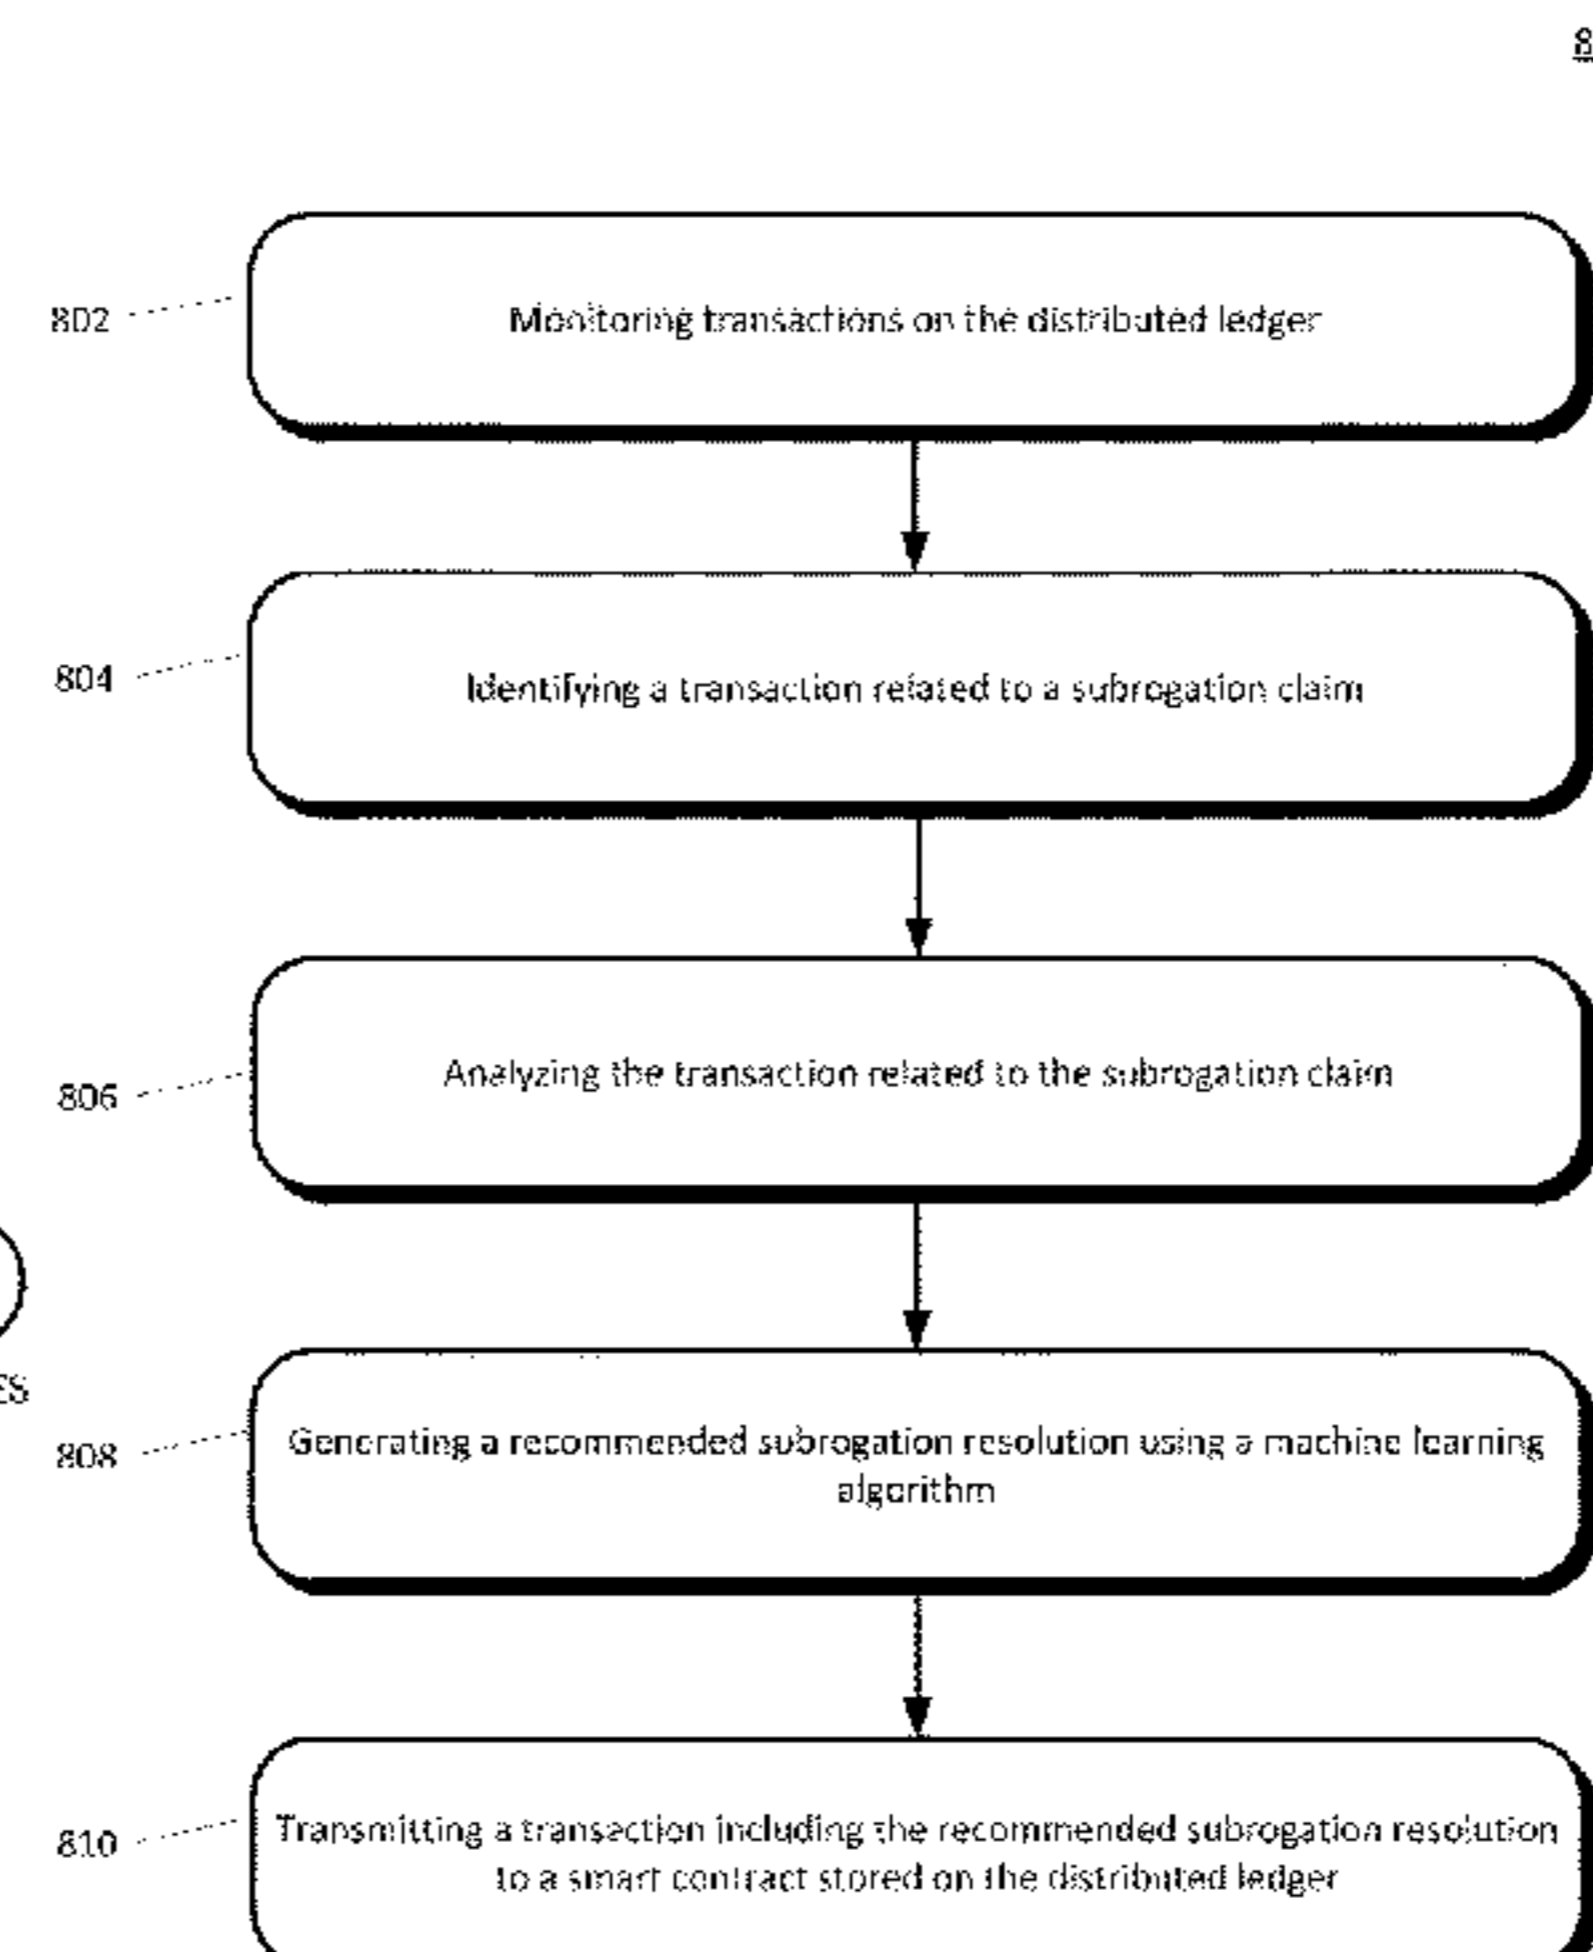 802
Monitoring transactions on the distributed ledger
804
Identifying a transaction related to a subrogation claim
806
Analyzing the transaction related to the subrogation claim
808
Generating a recommended subrogation resolution using a machine learning
algorithm
810
Transmitting a transaction including the recommended subrogation resolution
to a smart contract stored on the distributed ledger